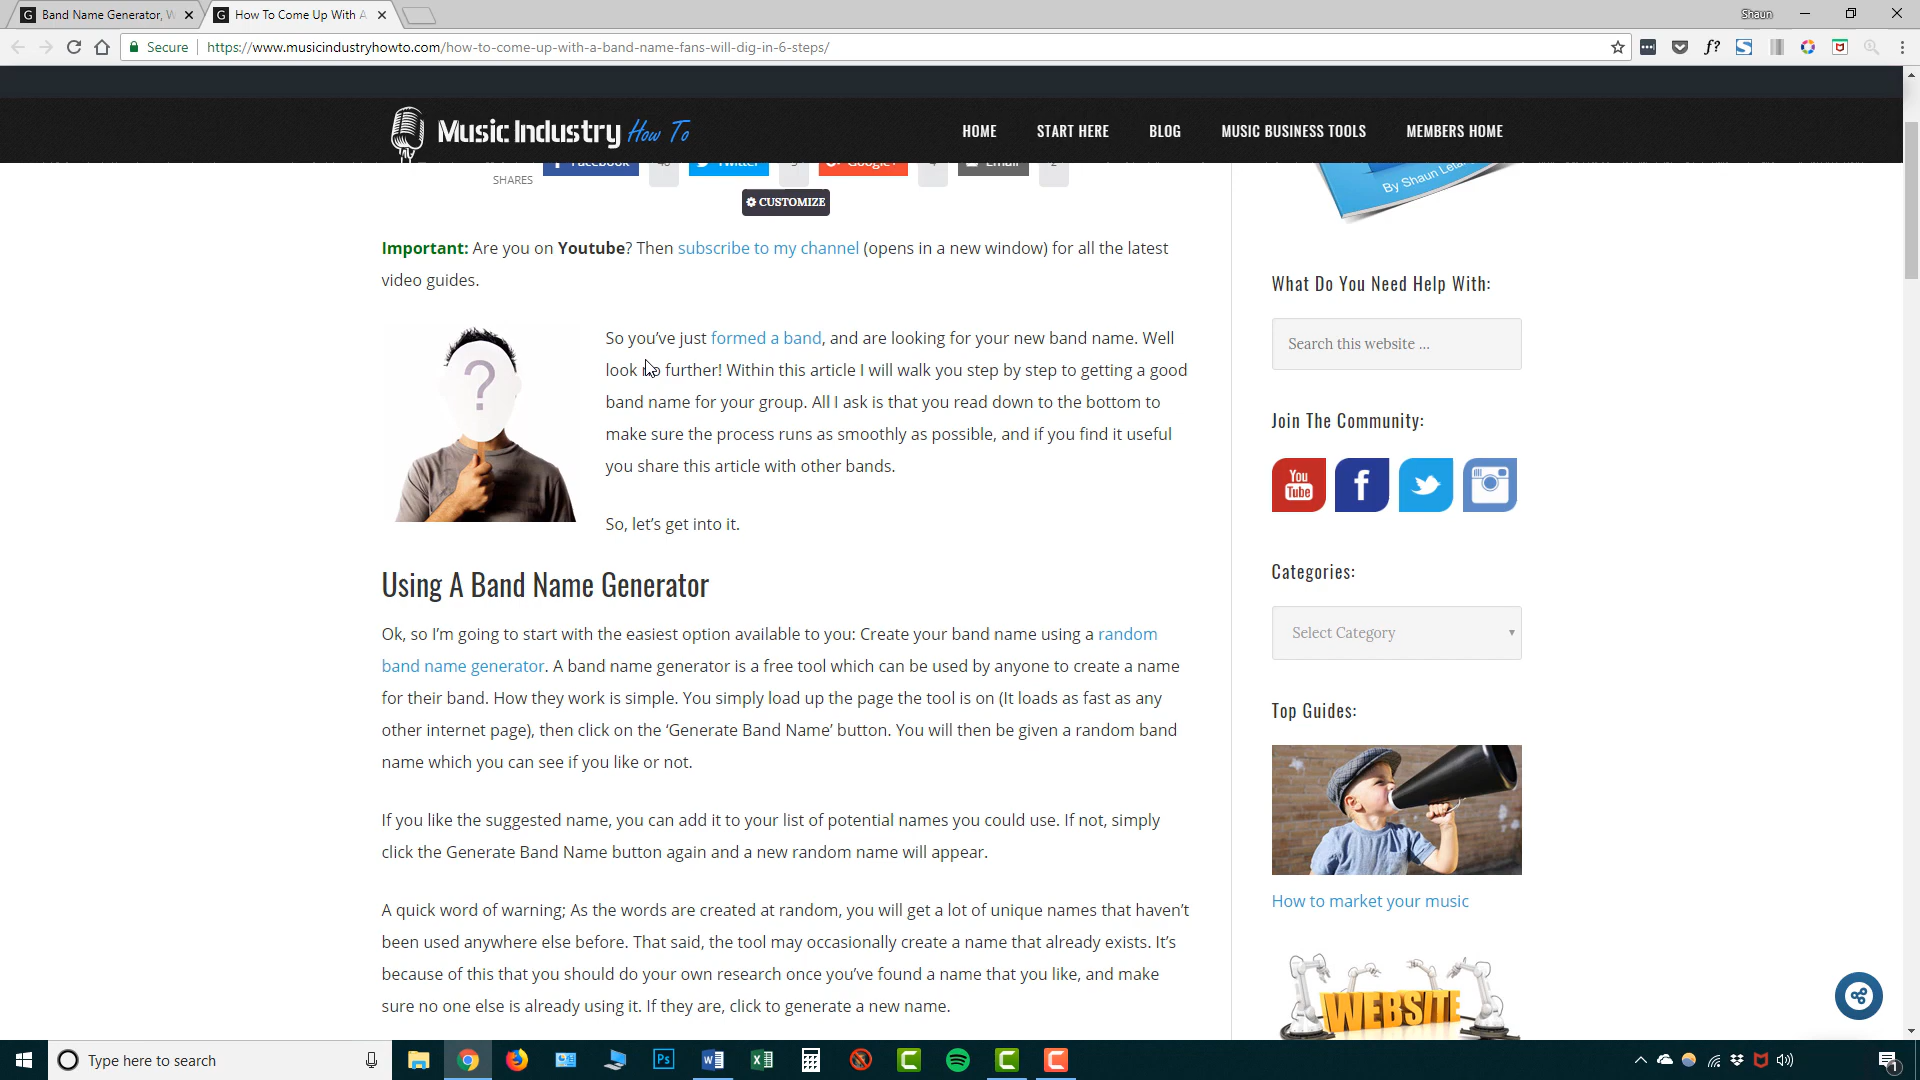 Band Name Generator, W
How To Come Up With A
Shaun
Secure
https://www.musicindustryhowto.com/how-to-come-up-with-a-band-name-fans-will-dig-in-6-steps/
f?
Music Industry How To
HOME
START HERE
BLOG
MUSIC BUSINESS TOOLS
MEMBERS HOME
SHARES
Facebook
Twitter
Google+
Email
CUSTOMIZE
By Shaun Leta
Important: Are you on Youtube? Then subscribe to my channel (opens in a new window) for all the latest
video guides.
?
So you’ve just formed a band, and are looking for your new band name. Well
look no further! Within this article I will walk you step by step to getting a good
band name for your group. All I ask is that you read down to the bottom to
make sure the process runs as smoothly as possible, and if you find it useful
you share this article with other bands.
So, let’s get into it.
Using A Band Name Generator
Ok, so I’m going to start with the easiest option available to you: Create your band name using a random
band name generator. A band name generator is a free tool which can be used by anyone to create a name
for their band. How they work is simple. You simply load up the page the tool is on (It loads as fast as any
other internet page), then click on the ‘Generate Band Name’ button. You will then be given a random band
name which you can see if you like or not.
If you like the suggested name, you can add it to your list of potential names you could use. If not, simply
click the Generate Band Name button again and a new random name will appear.
A quick word of warning; As the words are created at random, you will get a lot of unique names that haven’t
been used anywhere else before. That said, the tool may occasionally create a name that already exists. It’s
because of this that you should do your own research once you’ve found a name that you like, and make
sure no one else is already using it. If they are, click to generate a new name.
What Do You Need Help With:
Search this website ...
Join The Community:
You
Tube
Categories:
Select Category
Top Guides:
How to market your music
WEBSITE
Type here to search
Ps
1